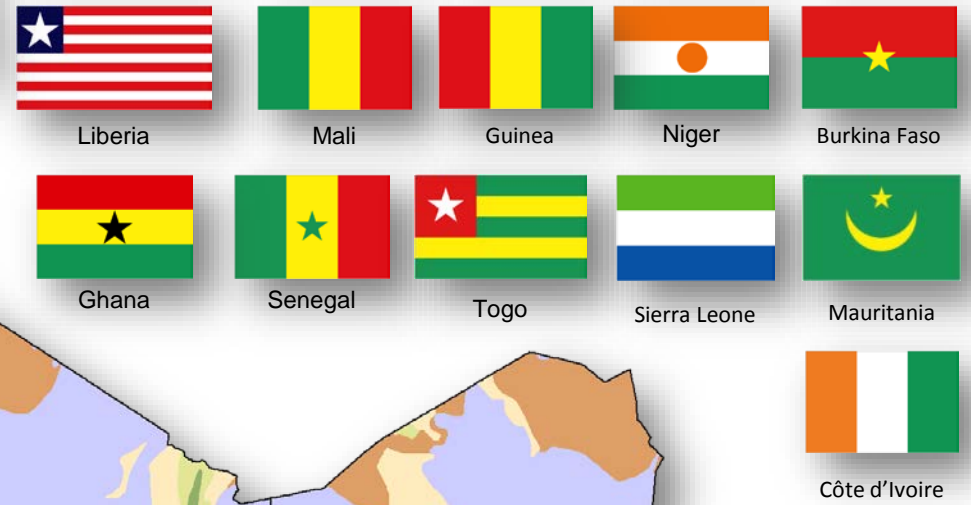 Liberia
Mali
Guinea
Niger
Burkina Faso
Ghana
Senegal
Togo
Sierra Leone
Mauritania
Côte d’Ivoire